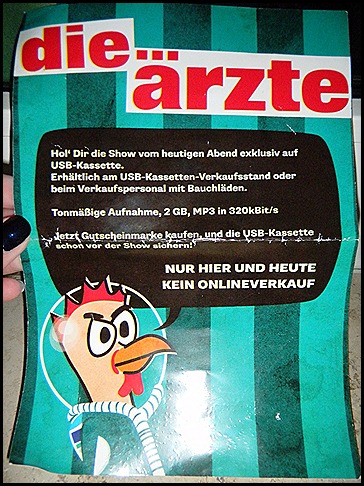 die ... ärzte
Hol' Dir die Show vom heutigen Abend exklusiv auf
USB-Kassette.
Erhältlich am USB-Kassetten-Verkaufsstand oder
beim Verkaufspersonal mit Bauchläden.
Tonmäßige Aufnahme, 2 GB, MP3 in 320kBit/s
Jetzt Gutscheinmarke kaufen, und die USB-Kassette
schon vor der Show sichern!
NUR HIER UND HEUTE
KEIN ONLINEVERKAUF